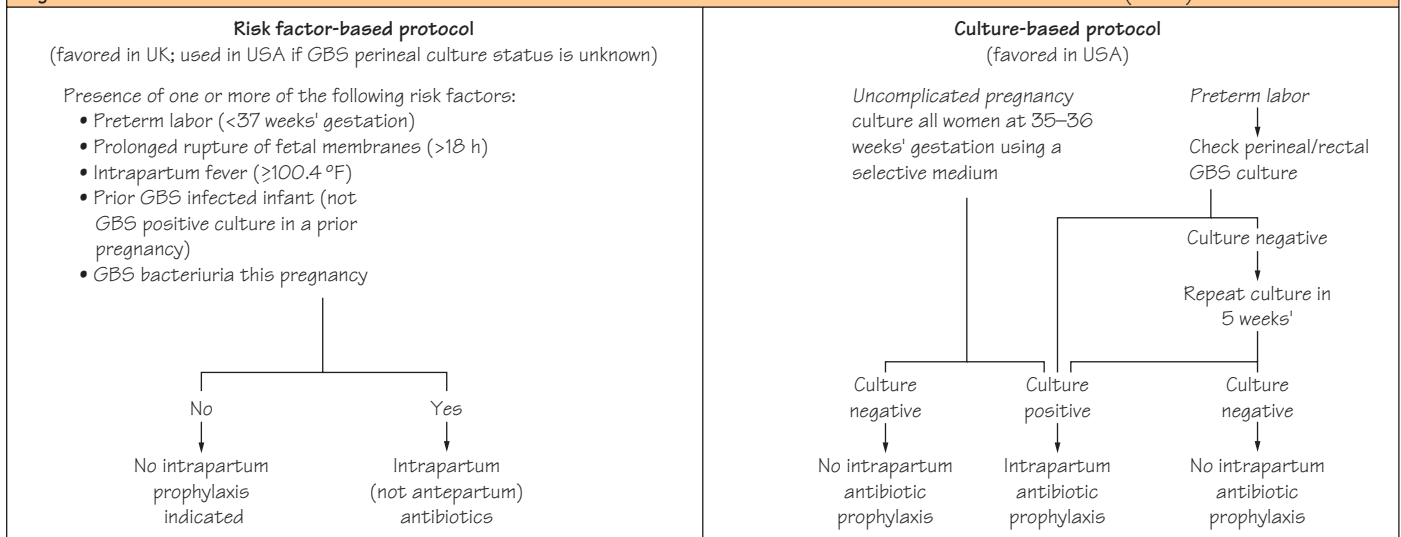 Risk factor-based protocol
(favored in UK; used in USA if GBS perineal culture status is unknown)
Presence of one or more of the following risk factors:
• Preterm labor (<37 weeks' gestation)
• Prolonged rupture of fetal membranes (>18 h)
• Intrapartum fever (≥100.4 ºF)
• Prior GBS infected infant (not
GBS positive culture in a prior
pregnancy)
• GBS bacteriuria this pregnancy
No
Yes
No intrapartum
prophylaxis
indicated
Intrapartum
(not antepartum)
antibiotics
Culture-based protocol
(favored in USA)
Uncomplicated pregnancy
culture all women at 35–36
weeks' gestation using a
selective medium
Preterm labor
Check perineal/rectal
GBS culture
Culture negative
Repeat culture in
5 weeks'
Culture
negative
Culture
positive
Culture
negative
No intrapartum
antibiotic
prophylaxis
Intrapartum
antibiotic
prophylaxis
No intrapartum
antibiotic
prophylaxis